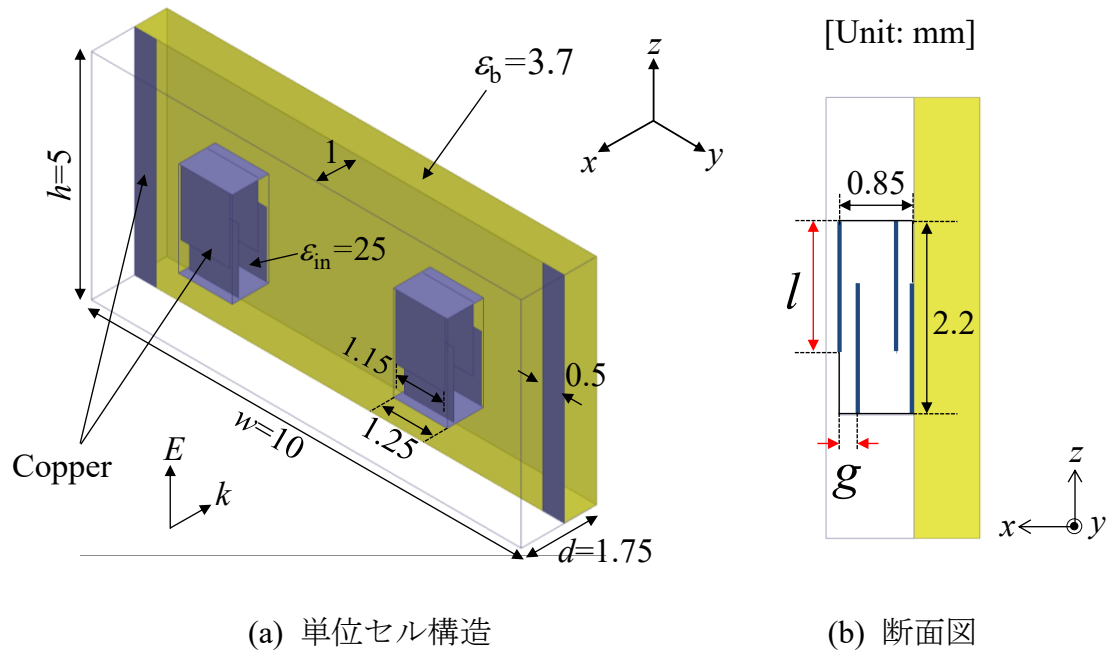 [Unit: mm]
z
x
y
εb=3.7
1
h=5
εin=25
1.15
1.25
0.5
w=10
d=1.75
Copper
E
k
0.85
l
2.2
g
z
x
y
(a) 単位セル構造
(b) 断面図